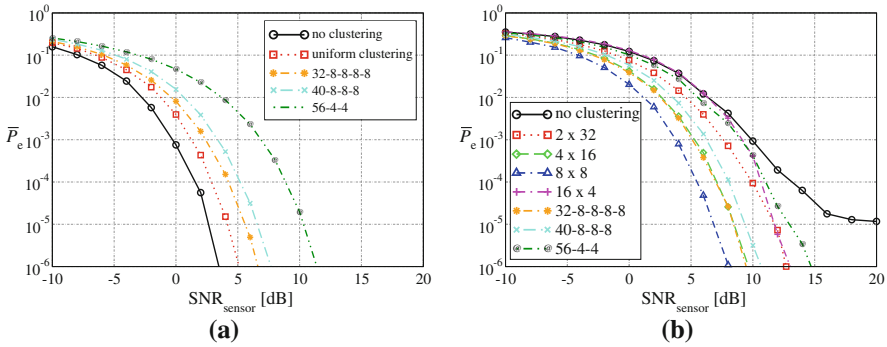 10^0
10^-1
10^-2
10^-3
10^-4
10^-5
10^-6
P̅_e
-10
-5
0
5
10
15
20
SNR_sensor [dB]
no clustering
uniform clustering
32-8-8-8-8
40-8-8-8
56-4-4
(a)
10^0
10^-1
10^-2
10^-3
10^-4
10^-5
10^-6
P̅_e
-10
-5
0
5
10
15
20
SNR_sensor [dB]
no clustering
2 x 32
4 x 16
8 x 8
16 x 4
32-8-8-8-8
40-8-8-8
56-4-4
(b)